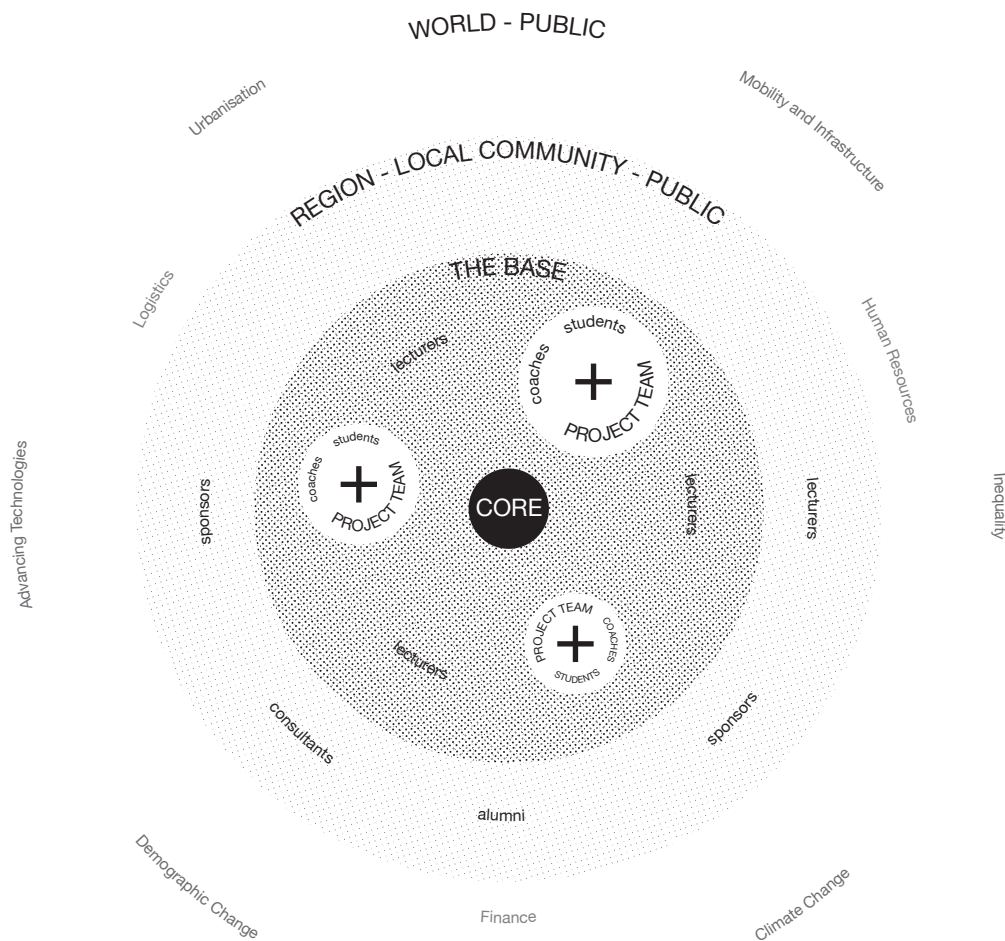 WORLD - PUBLIC
Urbanisation
Mobility and Infrastructure
REGION - LOCAL COMMUNITY - PUBLIC
THE BASE
Logistics
Human Resources
lecturers
students
coaches
PROJECT TEAM
students
coaches
PROJECT TEAM
Advancing Technologies
sponsors
CORE
lecturers
lecturers
Inequality
PROJECT TEAM
COACHES
STUDENTS
lecturers
consultants
sponsors
alumni
Demographic Change
Finance
Climate Change